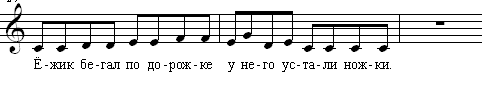 Ё-жик бе-гал по до-рож-ке у не-го ус-та-ли нож-ки.